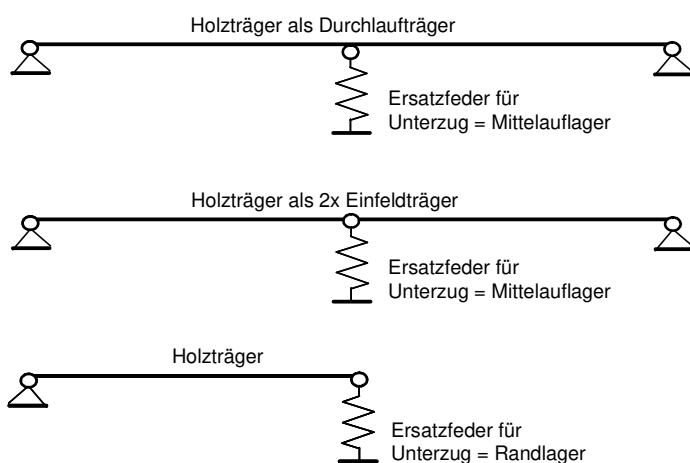 Holzträger als Durchlaufträger
Ersatzfeder für
Unterzug = Mittelauflager
Holzträger als 2x Einfeldträger
Ersatzfeder für
Unterzug = Mittelauflager
Holzträger
Ersatzfeder für
Unterzug = Randlager